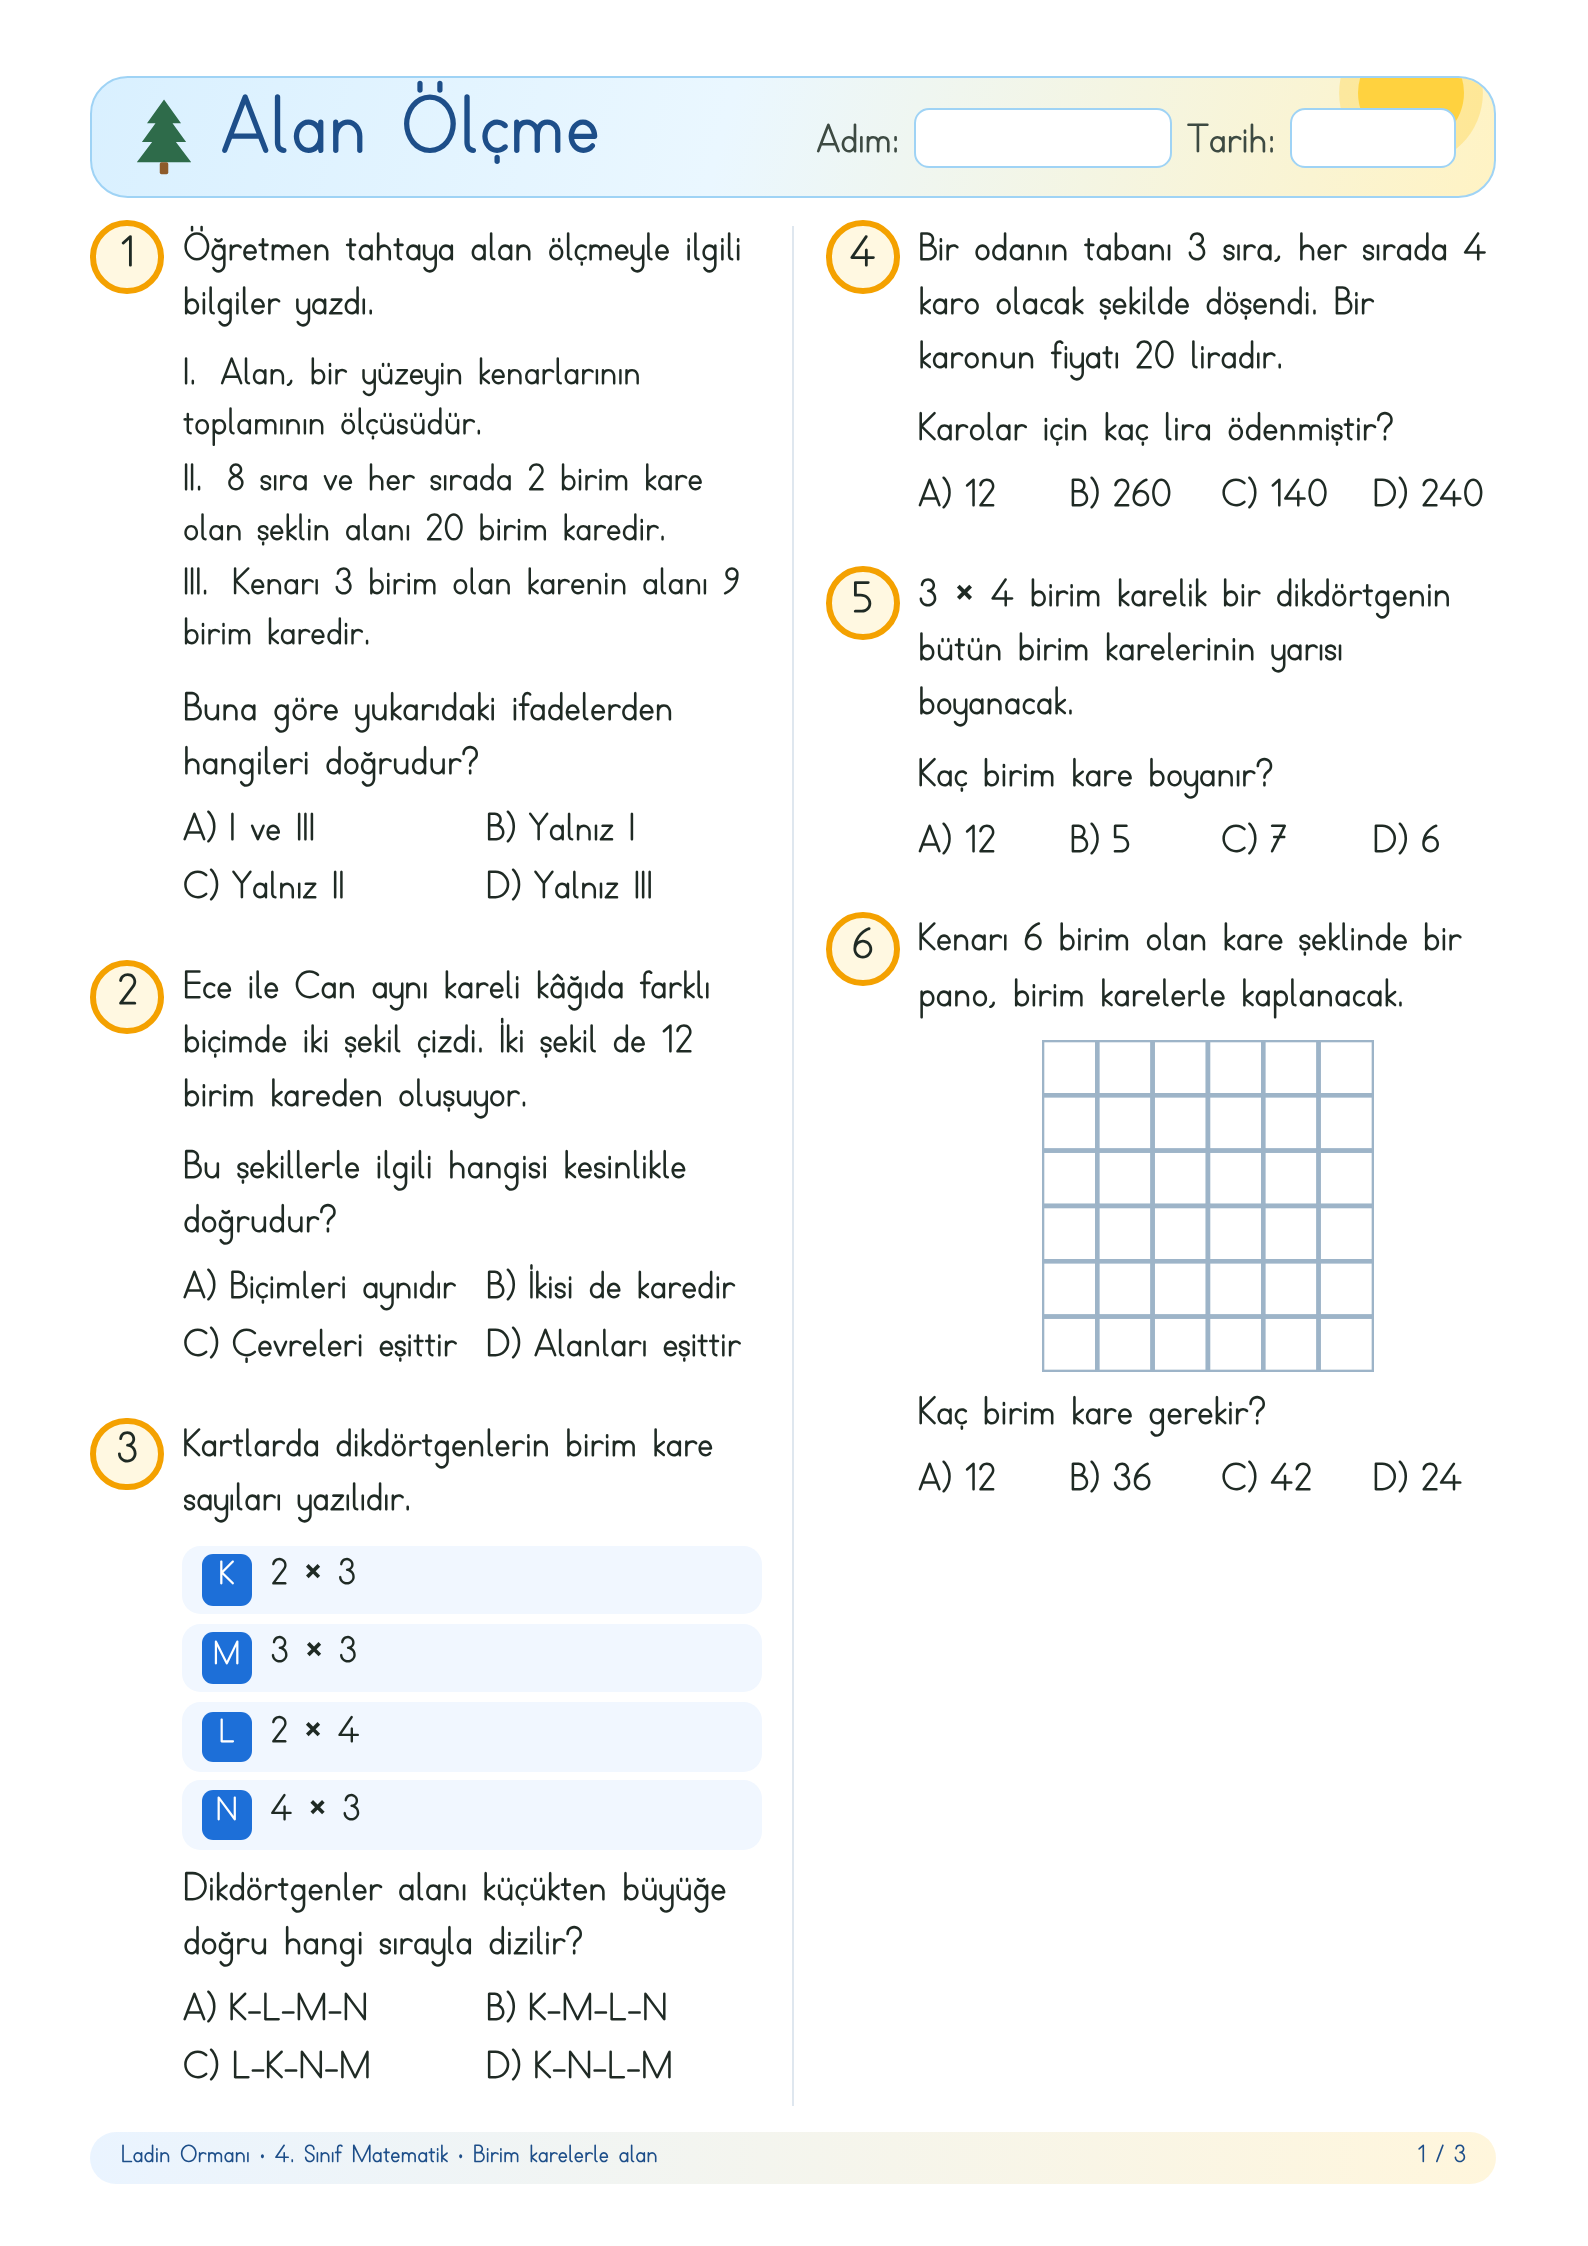 Alan Ölçme
Adım:
Tarih:
1
Öğretmen tahtaya alan ölçmeyle ilgili
bilgiler yazdı.
I. Alan, bir yüzeyin kenarlarının
toplamının ölçüsüdür.
II. 8 sıra ve her sırada 2 birim kare
olan şeklin alanı 20 birim karedir.
III. Kenarı 3 birim olan karenin alanı 9
birim karedir.
Buna göre yukarıdaki ifadelerden
hangileri doğrudur?
A) I ve III B) Yalnız I
C) Yalnız II D) Yalnız III
2
Ece ile Can aynı kareli kâğıda farklı
biçimde iki şekil çizdi. İki şekil de 12
birim kareden oluşuyor.
Bu şekillerle ilgili hangisi kesinlikle
doğrudur?
A) Biçimleri aynıdır B) İkisi de karedir
C) Çevreleri eşittir D) Alanları eşittir
3
Kartlarda dikdörtgenlerin birim kare
sayıları yazılıdır.
K 2 × 3
M 3 × 3
L 2 × 4
N 4 × 3
Dikdörtgenler alanı küçükten büyüğe
doğru hangi sırayla dizilir?
A) K-L-M-N B) K-M-L-N
C) L-K-N-M D) K-N-L-M
4
Bir odanın tabanı 3 sıra, her sırada 4
karo olacak şekilde döşendi. Bir
karonun fiyatı 20 liradır.
Karolar için kaç lira ödenmiştir?
A) 12 B) 260 C) 140 D) 240
5
3 × 4 birim karelik bir dikdörtgenin
bütün birim karelerinin yarısı
boyanacak.
Kaç birim kare boyanır?
A) 12 B) 5 C) 7 D) 6
6
Kenarı 6 birim olan kare şeklinde bir
pano, birim karelerle kaplanacak.
Kaç birim kare gerekir?
A) 12 B) 36 C) 42 D) 24
Ladin Ormanı • 4. Sınıf Matematik • Birim karelerle alan
1 / 3